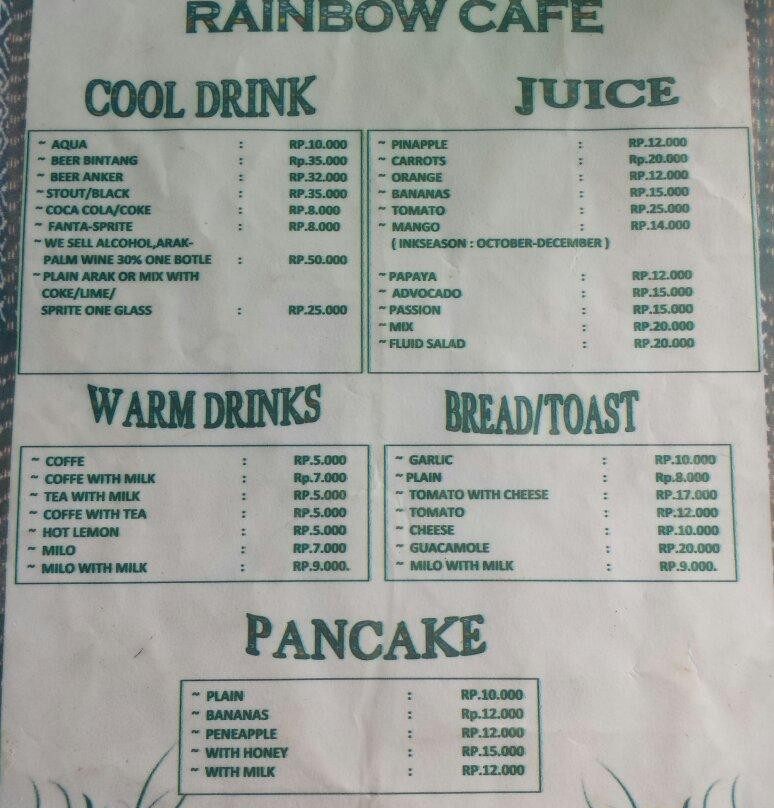 RAINBOW CAFE
COOL DRINK
~ AQUA : RP.10.000
~ BEER BINTANG : Rp.35.000
~ BEER ANKER : RP.32.000
~ STOUT/BLACK : RP.35.000
~ COCA COLA/COKE : RP.8.000
~ FANTA-SPRITE : RP.8.000
~ WE SELL ALCOHOL,ARAK-
PALM WINE 30% ONE BOTLE : RP.50.000
~ PLAIN ARAK OR MIX WITH
COKE/LIME/
SPRITE ONE GLASS : RP.25.000
JUICE
~ PINAPPLE : RP.12.000
~ CARROTS : Rp.20.000
~ ORANGE : RP.12.000
~ BANANAS : RP.15.000
~ TOMATO : RP.25.000
~ MANGO : RP.14.000
( INKSEASON : OCTOBER-DECEMBER )
~ PAPAYA : RP.12.000
~ ADVOCADO : RP.15.000
~ PASSION : RP.15.000
~ MIX : RP.20.000
~ FLUID SALAD : RP.20.000
WARM DRINKS
~ COFFE : RP.5.000
~ COFFE WITH MILK : Rp.7.000
~ TEA WITH MILK : RP.5.000
~ COFFE WITH TEA : RP.5.000
~ HOT LEMON : RP.5.000
~ MILO : RP.7.000
~ MILO WITH MILK : RP.9.000.
BREAD/TOAST
~ GARLIC : RP.10.000
~ PLAIN : Rp.8.000
~ TOMATO WITH CHEESE : RP.17.000
~ TOMATO : RP.12.000
~ CHEESE : RP.10.000
~ GUACAMOLE : RP.20.000
~ MILO WITH MILK : RP.9.000.
PANCAKE
~ PLAIN : RP.10.000
~ BANANAS : Rp.12.000
~ PENEAPPLE : RP.12.000
~ WITH HONEY : RP.15.000
~ WITH MILK : RP.12.000